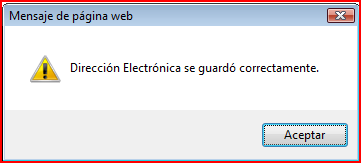 Mensaje de página web
Dirección Electrónica se guardó correctamente.
Aceptar